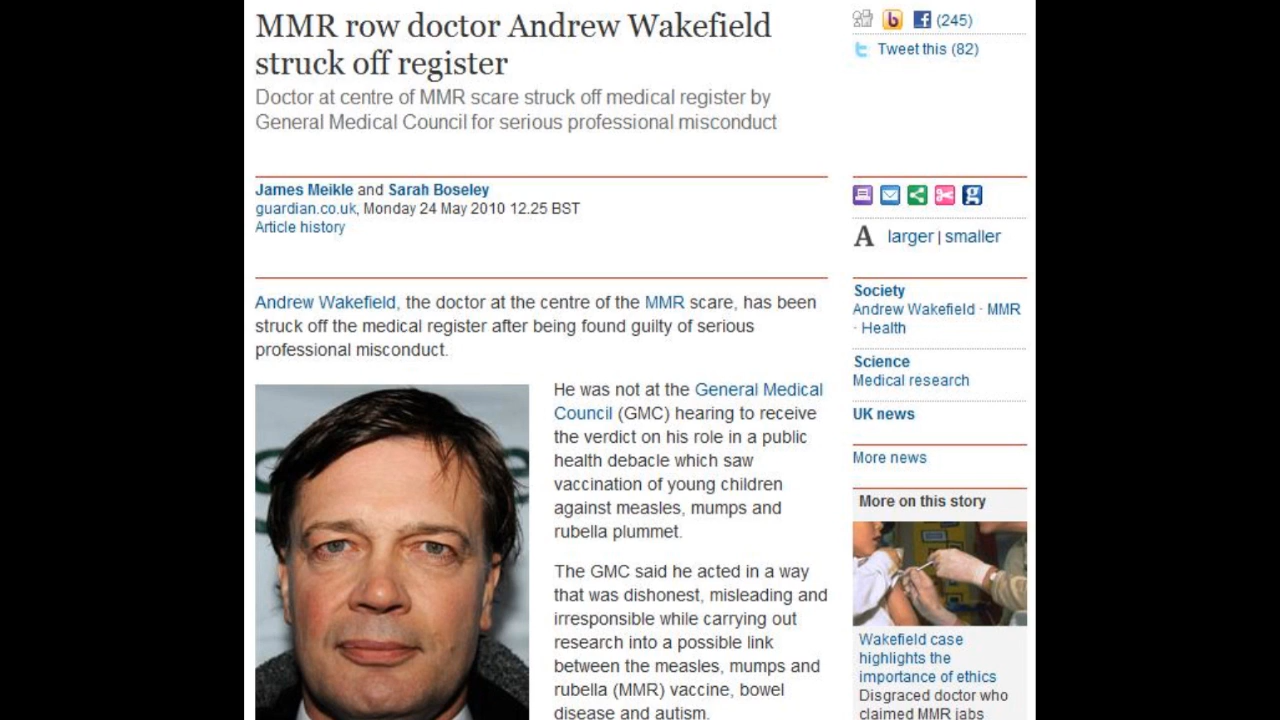 MMR row doctor Andrew Wakefield
struck off register
Doctor at centre of MMR scare struck off medical register by
General Medical Council for serious professional misconduct
James Meikle and Sarah Boseley
guardian.co.uk, Monday 24 May 2010 12.25 BST
Article history
Andrew Wakefield, the doctor at the centre of the MMR scare, has been
struck off the medical register after being found guilty of serious
professional misconduct.
He was not at the General Medical
Council (GMC) hearing to receive
the verdict on his role in a public
health debacle which saw
vaccination of young children
against measles, mumps and
rubella plummet.
The GMC said he acted in a way
that was dishonest, misleading and
irresponsible while carrying out
research into a possible link
between the measles, mumps and
rubella (MMR) vaccine, bowel
disease and autism.
b f (245)
t Tweet this (82)
g
A larger | smaller
Society
Andrew Wakefield · MMR
· Health
Science
Medical research
UK news
More news
More on this story
Wakefield case
highlights the
importance of ethics
Disgraced doctor who
claimed MMR jabs